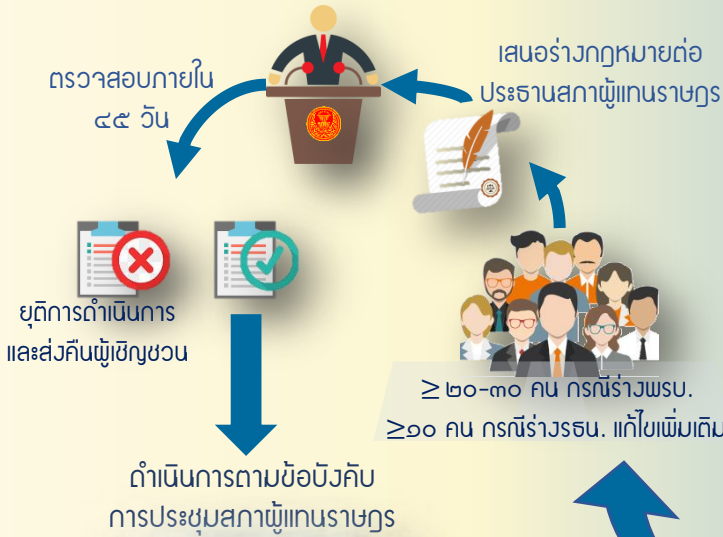 เสนอร่างกฎหมายต่อ
ประธานสภาผู้แทนราษฎร
ตรวจสอบภายใน
๔๕ วัน
ยุติการดำเนินการ
และส่งคืนผู้เชิญชวน
≥ ๒๐-๓๐ คน กรณีร่างพรบ.
≥๑๐ คน กรณีร่างรธน. แก้ไขเพิ่มเติม
ดำเนินการตามข้อบังคับ
การประชุมสภาผู้แทนราษฎร